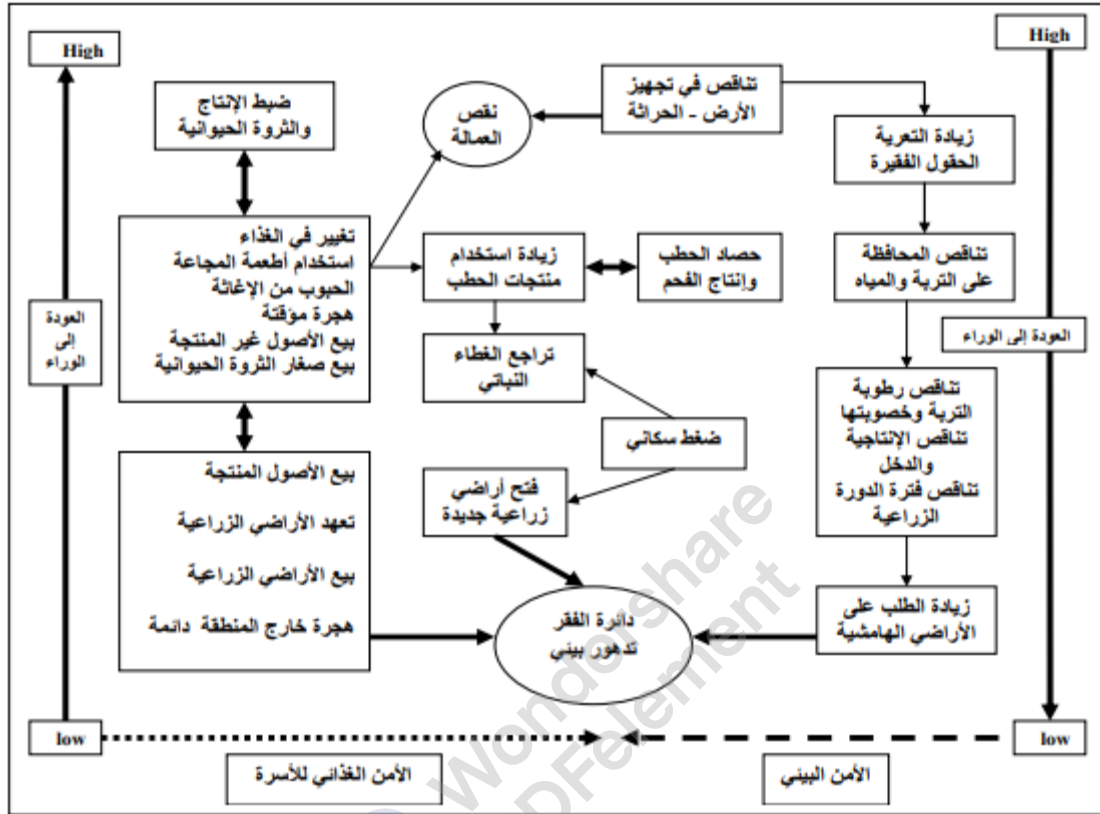 High
High
ضبط الإنتاج
والثروة الحيوانية
نقص
العمالة
تناقص في تجهيز
الأرض - الحراثة
زيادة التعرية
الحقول الفقيرة
تغيير في الغذاء
استخدام أطعمة المجاعة
الحبوب من الإغاثة
هجرة مؤقتة
بيع الأصول غير المنتجة
بيع صغار الثروة الحيوانية
زيادة استخدام
منتجات الحطب
حصاد الحطب
وإنتاج الفحم
تناقص المحافظة
على التربة والمياه
العودة
إلى
الوراء
العودة إلى الوراء
تراجع الغطاء
النباتي
تناقص رطوبة
التربة وخصوبتها
تناقص الإنتاجية
والدخل
تناقص فترة الدورة
الزراعية
ضغط سكاني
بيع الأصول المنتجة
تعهد الأراضي الزراعية
بيع الأراضي الزراعية
هجرة خارج المنطقة دائمة
فتح أراضي
زراعية جديدة
دائرة الفقر
تدهور بيئي
زيادة الطلب على
الأراضي الهامشية
low
low
الأمن الغذائي للأسرة
الأمن البيئي
Wondershare
PDFelement